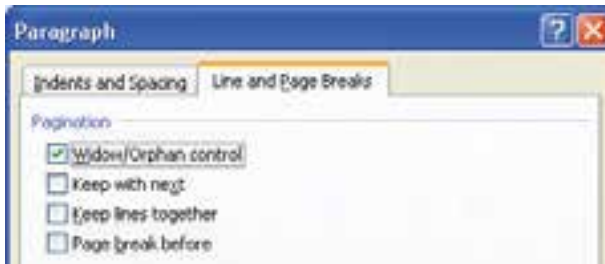 Paragraph
Indents and Spacing Line and Page Breaks
Pagination
Widow/Orphan control
Keep with next
Keep lines together
Page break before